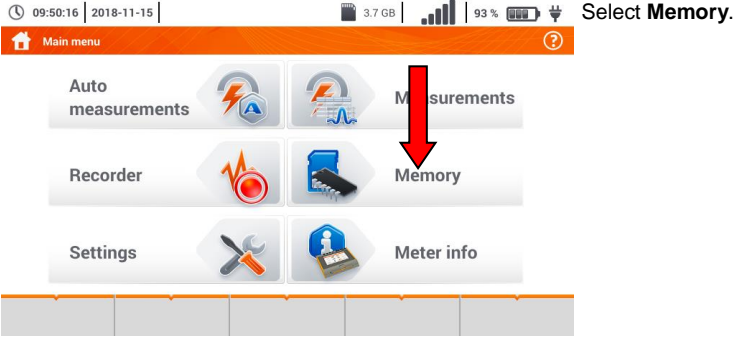 09:50:16 2018-11-15 3.7 GB 93 %
Select Memory.
Main menu ?
Auto
measurements
Measurements
Recorder
Memory
Settings
Meter info